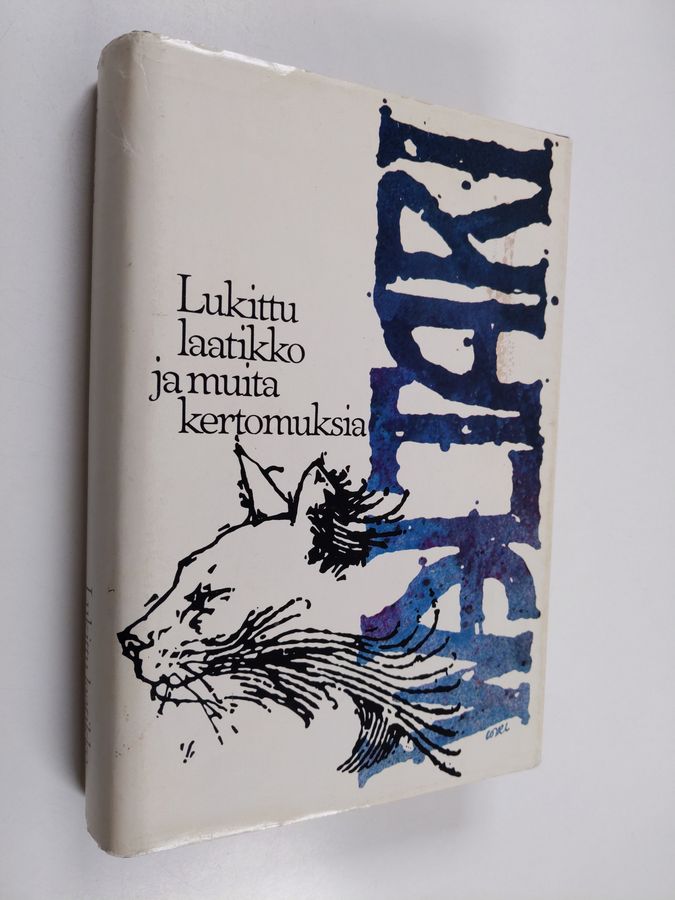 Lukittu
laatikko
ja muita
kertomuksia
WALTARI